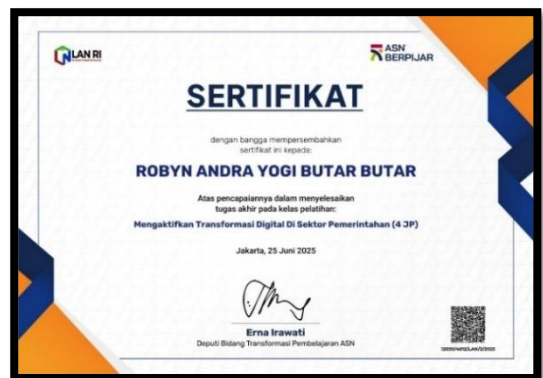 LAN RI
ASN
BERPIJAR
SERTIFIKAT
dengan bangga mempersembahkan
sertifikat ini kepada:
ROBYN ANDRA YOGI BUTAR BUTAR
Atas pencapaiannya dalam menyelesaikan
tugas akhir pada kelas pelatihan:
Mengaktifkan Transformasi Digital Di Sektor Pemerintahan (4 JP)
Jakarta, 25 Juni 2025
Erna Irawati
Deputi Bidang Transformasi Pembelajaran ASN